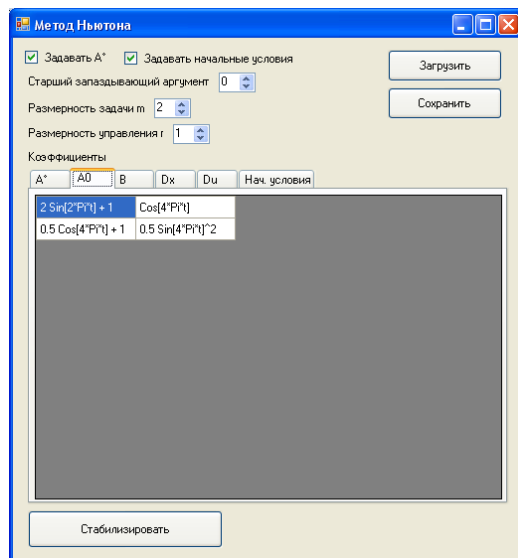 Метод Ньютона
Задавать A* Задавать начальные условия
Загрузить
Старший запаздывающий аргумент 0
Сохранить
Размерность задачи m 2
Размерность управления r 1
Коэффициенты
A* A0 B Dx Du Нач. условия
2 Sin[2*Pi*t] + 1 Cos[4*Pi*t]
0.5 Cos[4*Pi*t] + 1 0.5 Sin[4*Pi*t]^2
Стабилизировать